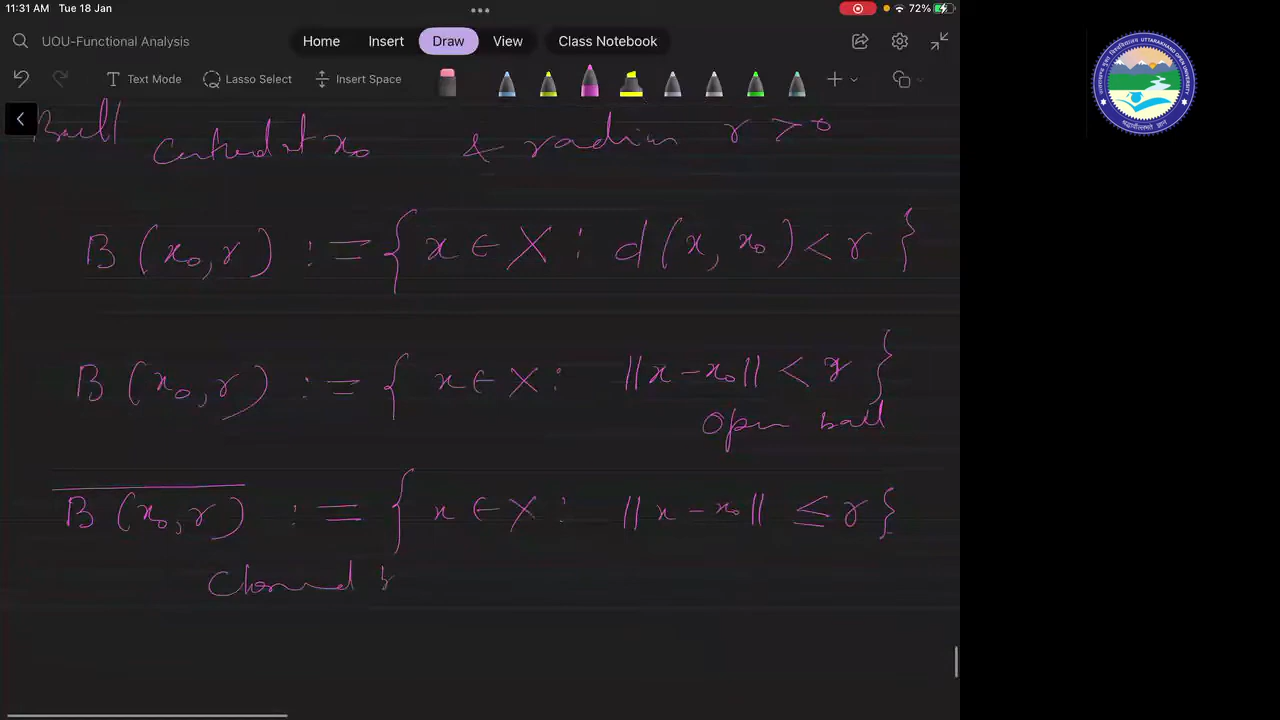 11:31 AM Tue 18 Jan
72%
UOU-Functional Analysis
Home Insert Draw View Class Notebook
Text Mode Lasso Select Insert Space
Ball centred at x₀ & radius r > 0
B (x₀, r) := { x ∈ X : d(x, x₀) < r }
B (x₀, r) := { x ∈ X : ||x - x₀|| < r }
Open ball
B̅ ̅(̅x̅₀̅,̅ ̅r̅)̅ := { x ∈ X : ||x - x₀|| ≤ r }
Closed